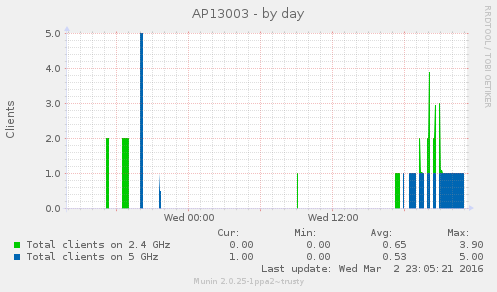 AP13003 - by day
RRDTOOL / TOBI OETIKER
Clients
5.0
4.0
3.0
2.0
1.0
0.0
Wed 00:00 Wed 12:00
Cur: Min: Avg: Max:
Total clients on 2.4 GHz 0.00 0.00 0.65 3.90
Total clients on 5 GHz 1.00 0.00 0.53 5.00
Last update: Wed Mar 2 23:05:21 2016
Munin 2.0.25-1ppa2~trusty